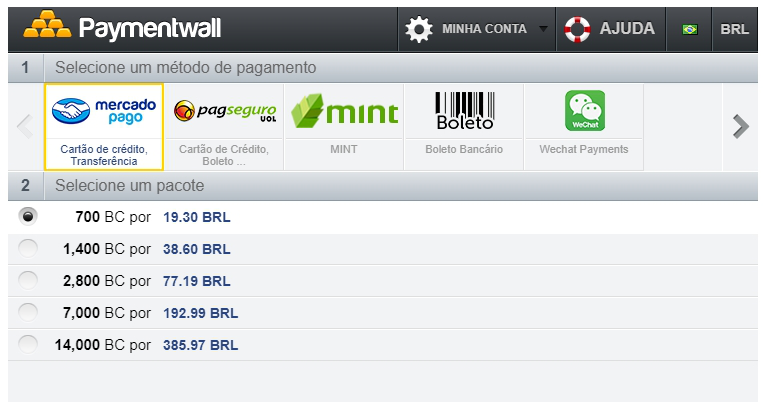 Paymentwall
MINHA CONTA
AJUDA
BRL
1 Selecione um método de pagamento
mercado
pago
Cartão de crédito,
Transferência
pagseguro
UOL
Cartão de Crédito,
Boleto ...
mint
MINT
Boleto
Boleto Bancário
WeChat
Wechat Payments
2 Selecione um pacote
700 BC por 19.30 BRL
1,400 BC por 38.60 BRL
2,800 BC por 77.19 BRL
7,000 BC por 192.99 BRL
14,000 BC por 385.97 BRL